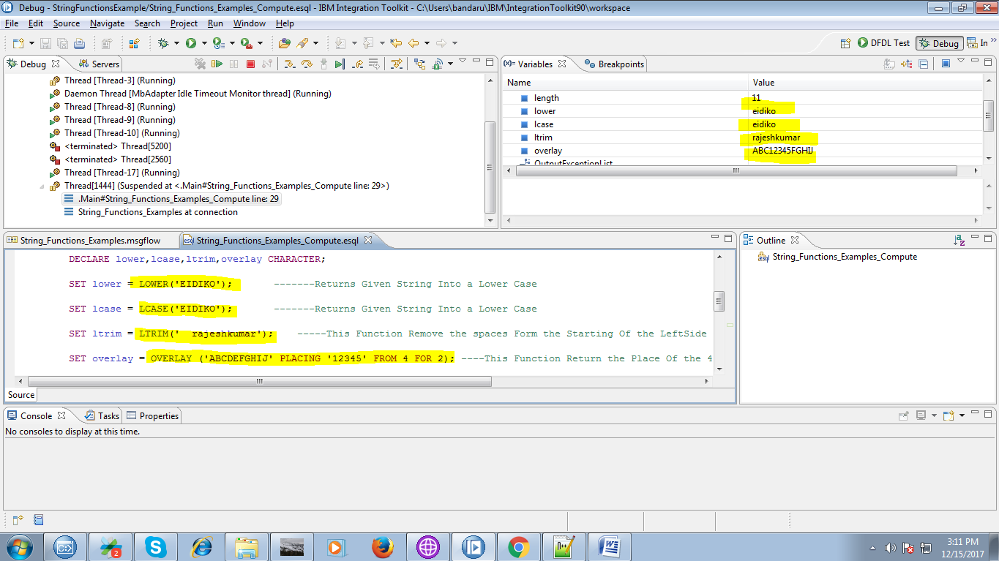 Debug - StringFunctionsExample/String_Functions_Examples_Compute.esql - IBM Integration Toolkit - C:\Users\bandaru\IBM\IntegrationToolkit90\workspace
File Edit Source Navigate Search Project Run Window Help
DFDL Test Debug In
Debug Servers
Thread [Thread-3] (Running)
Daemon Thread [MbAdapter Idle Timeout Monitor thread] (Running)
Thread [Thread-8] (Running)
Thread [Thread-9] (Running)
Thread [Thread-10] (Running)
<terminated> Thread[5200]
<terminated> Thread[2560]
Thread [Thread-17] (Running)
Thread[1444] (Suspended at <.Main#String_Functions_Examples_Compute line: 29>)
.Main#String_Functions_Examples_Compute line: 29
String_Functions_Examples at connection
Variables Breakpoints
Name Value
length 11
lower eidiko
lcase eidiko
ltrim rajeshkumar
overlay ABC12345FGHIJ
OutputExceptionList
String_Functions_Examples.msgflow String_Functions_Examples_Compute.esql
DECLARE lower,lcase,ltrim,overlay CHARACTER;
SET lower = LOWER('EIDIKO'); -------Returns Given String Into a Lower Case
SET lcase = LCASE('EIDIKO'); -------Returns Given String Into a Lower Case
SET ltrim = LTRIM('  rajeshkumar'); -----This Function Remove the spaces Form the Starting Of the LeftSide
SET overlay = OVERLAY ('ABCDEFGHIJ' PLACING '12345' FROM 4 FOR 2); ----This Function Return the Place Of the 4
Source
Outline
String_Functions_Examples_Compute
Console Tasks Properties
No consoles to display at this time.
2
3:11 PM
12/15/2017